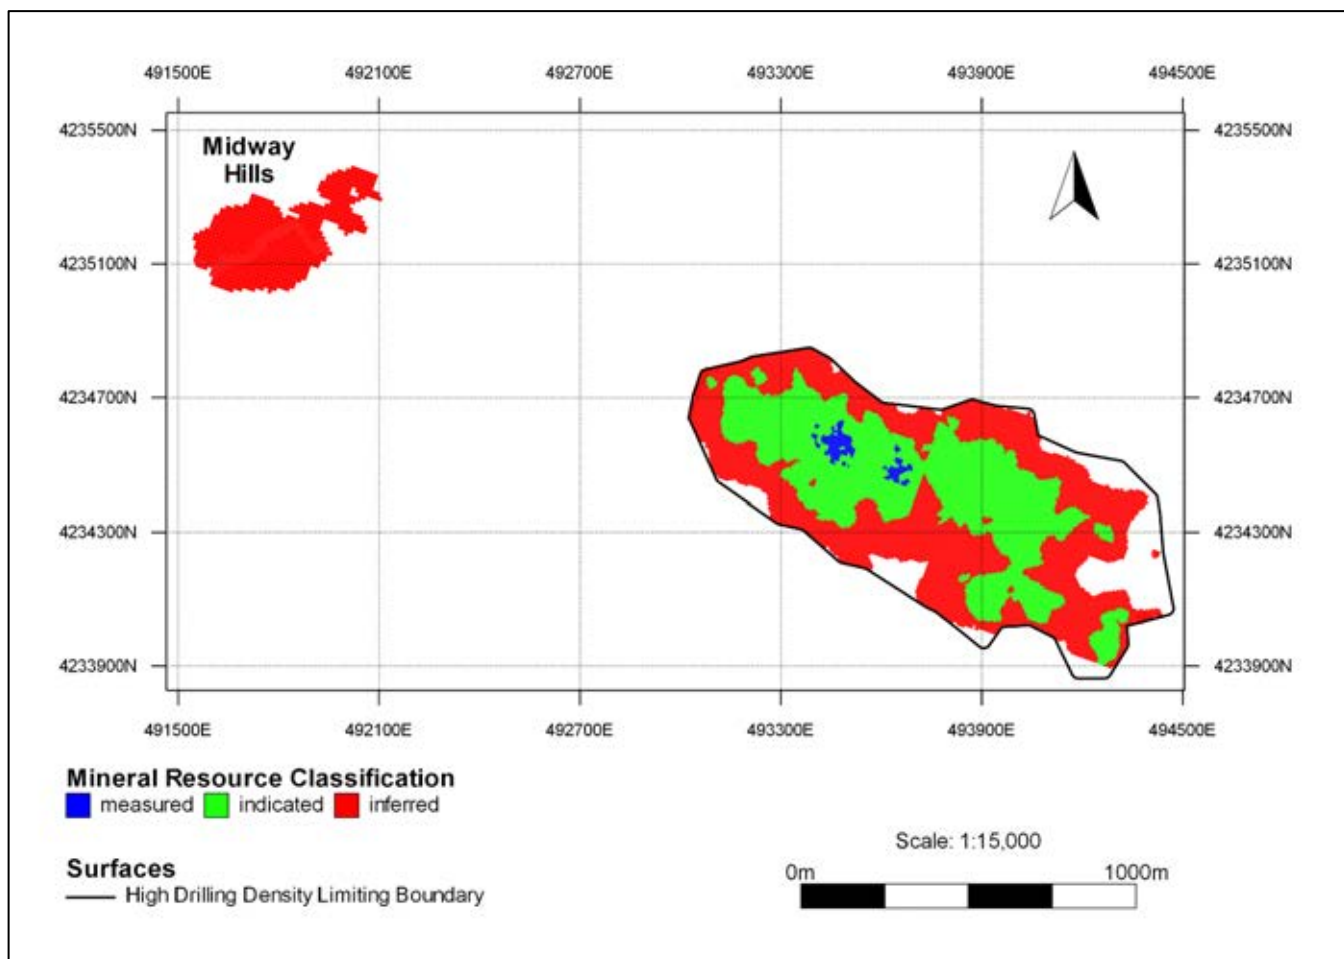 491500E 492100E 492700E 493300E 493900E 494500E
4235500N 4235500N
Midway
Hills
4235100N 4235100N
4234700N 4234700N
4234300N 4234300N
4233900N 4233900N
491500E 492100E 492700E 493300E 493900E 494500E
Mineral Resource Classification
measured indicated inferred
Scale: 1:15,000
Surfaces
0m 1000m
High Drilling Density Limiting Boundary